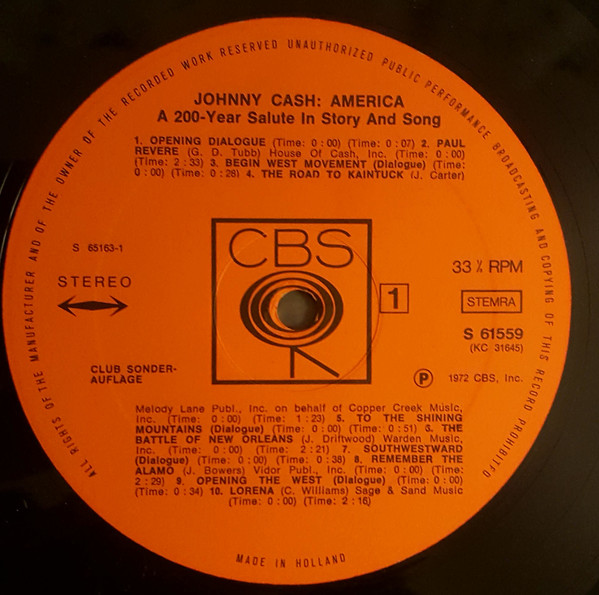 ALL RIGHTS OF THE MANUFACTURER AND OF THE OWNER OF THE RECORDED WORK RESERVED UNAUTHORIZED PUBLIC PERFORMANCE BROADCASTING AND COPYING OF THIS RECORD PROHIBITED
JOHNNY CASH: AMERICA
A 200-Year Salute In Story And Song
1. OPENING DIALOGUE (Time: 0:00) (Time: 0:07) 2. PAUL
REVERE (G. D. Tubb) House Of Cash, Inc. (Time: 0:00)
(Time: 2:33) 3. BEGIN WEST MOVEMENT (Dialogue) (Time:
0:00) (Time: 0:28) 4. THE ROAD TO KAINTUCK (J. Carter)
S 65163-1
STEREO
CBS
33 ⅓ RPM
1
STEMRA
S 61559
(KC 31645)
CLUB SONDER-
AUFLAGE
P 1972 CBS, Inc.
Melody Lane Publ., Inc. on behalf of Copper Creek Music,
Inc. (Time: 0:00) (Time: 1:23) 5. TO THE SHINING
MOUNTAINS (Dialogue) (Time: 0:00) (Time: 0:51) 3. THE
BATTLE OF NEW ORLEANS (J. Driftwood) Warden Music,
Inc. (Time: 0:00) (Time: 2:21) 7. SOUTHWESTWARD
(Dialogue) (Time: 0:00) (Time: 0:38) 8. REMEMBER THE
ALAMO (J. Bowers) Vidor Publ., Inc. (Time: 0:00) (Time:
2:29) 9. OPENING THE WEST (Dialogue) (Time: 0:00)
(Time: 0:34) 10. LORENA (C. Williams) Sage & Sand Music
(Time: 0:00) (Time: 2:16)
MADE IN HOLLAND